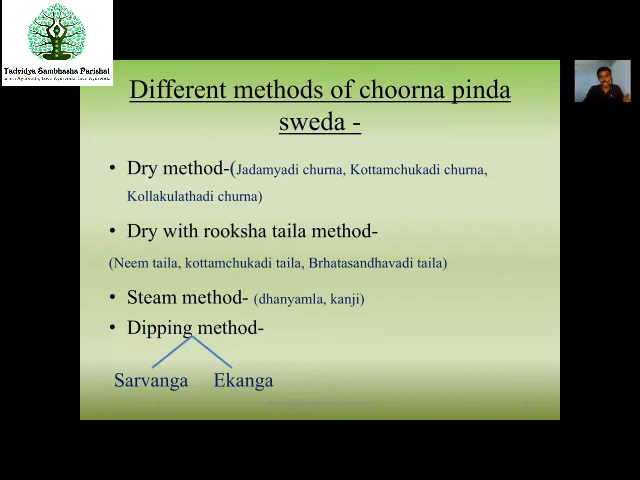 Tadvidya Sambhasha Parishat
Different methods of choorna pinda
sweda -
• Dry method-(Jadamyadi churna, Kottamchukadi churna,
Kollakulathadi churna)
• Dry with rooksha taila method-
(Neem taila, kottamchukadi taila, Brhatasandhavadi taila)
• Steam method- (dhanyamla, kanji)
• Dipping method-
Sarvanga Ekanga